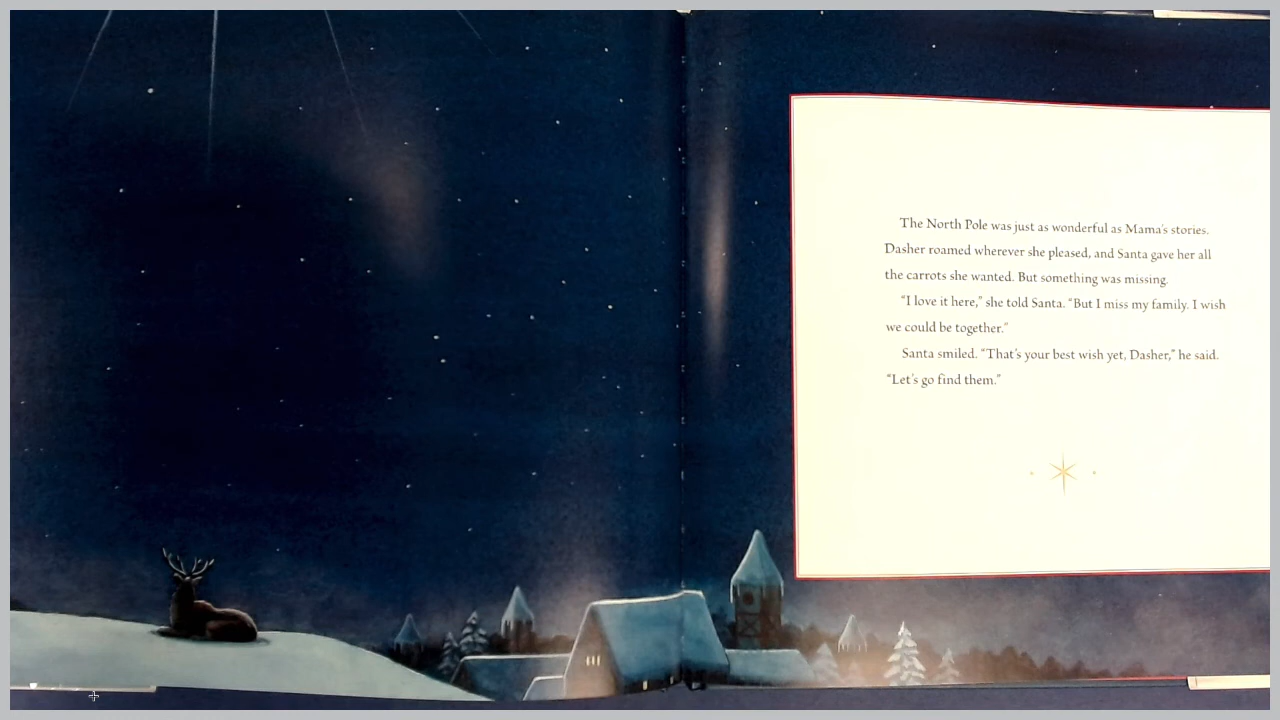 The North Pole was just as wonderful as Mama's stories.
Dasher roamed wherever she pleased, and Santa gave her all
the carrots she wanted. But something was missing.
"I love it here," she told Santa. "But I miss my family. I wish
we could be together."
Santa smiled. "That's your best wish yet, Dasher," he said.
"Let's go find them."